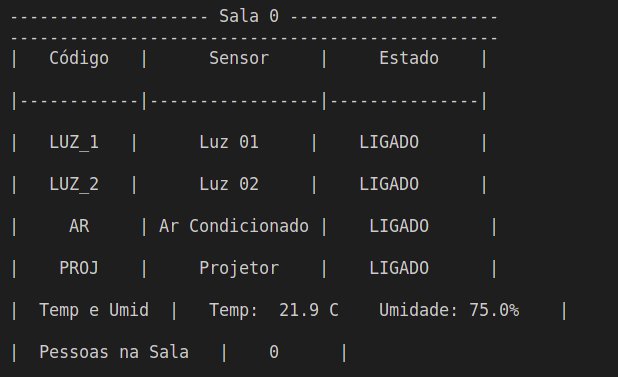 -------------------- Sala 0 ---------------------
-------------------------------------------------
|   Código   |      Sensor     |     Estado    |
|------------|-----------------|---------------|
|   LUZ_1   |      Luz 01     |    LIGADO      |
|   LUZ_2   |      Luz 02     |    LIGADO      |
|     AR     | Ar Condicionado |    LIGADO      |
|    PROJ    |     Projetor    |    LIGADO      |
|  Temp e Umid  |   Temp:  21.9 C    Umidade: 75.0%    |
|  Pessoas na Sala   |    0      |